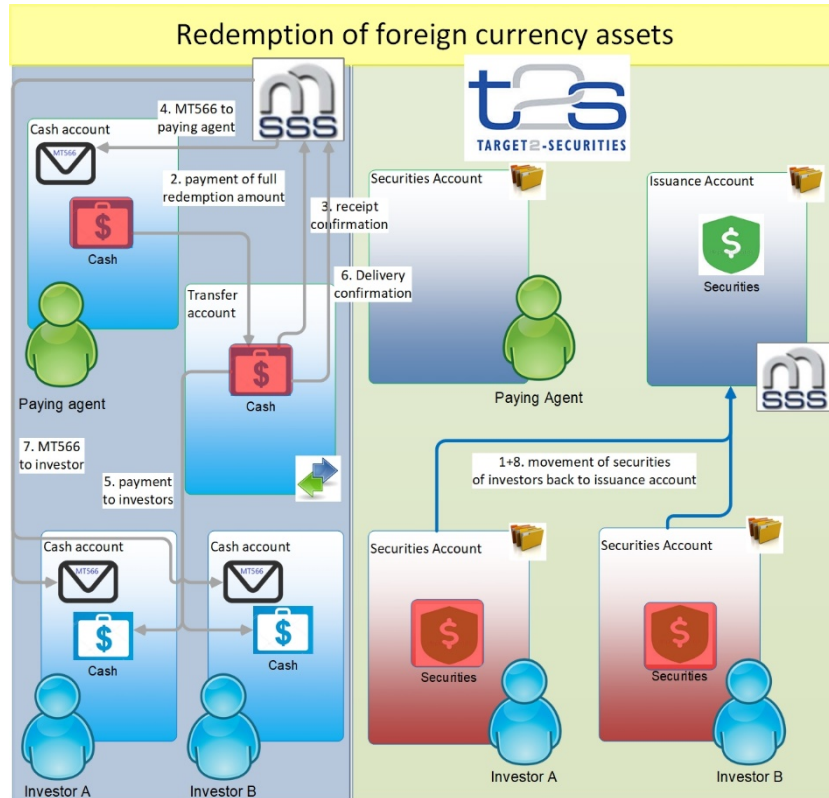 Redemption of foreign currency assets
SSS
t2s
TARGET2-SECURITIES
4. MT566 to
paying agent
Cash account
MT566
2. payment of full
redemption amount
3. receipt
confirmation
Cash
6. Delivery
confirmation
Transfer
account
Cash
Paying agent
Securities Account
Paying Agent
Issuance Account
Securities
SSS
7. MT566
to investor
5. payment
to investors
1+8. movement of securities
of investors back to issuance account
Cash account
MT566
Cash
Investor A
Cash account
MT566
Cash
Investor B
Securities Account
Securities
Investor A
Securities Account
Securities
Investor B